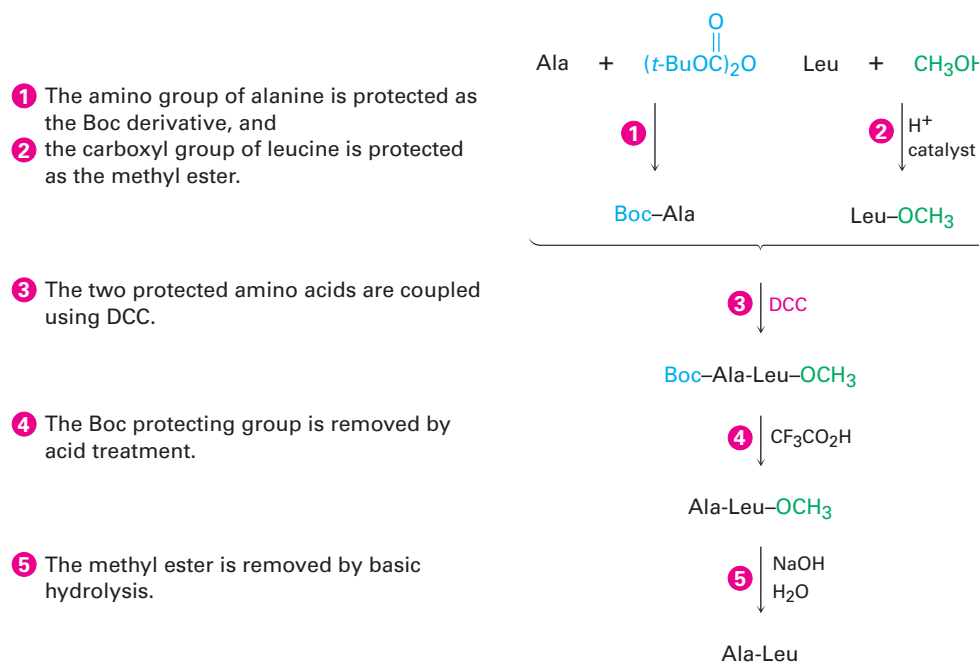 O
Ala + (t-BuOC)₂O Leu + CH₃OH
1 The amino group of alanine is protected as
the Boc derivative, and
2 the carboxyl group of leucine is protected
as the methyl ester.
1
2 H⁺
catalyst
Boc–Ala Leu–OCH₃
3 The two protected amino acids are coupled
using DCC.
3 DCC
Boc–Ala-Leu–OCH₃
4 The Boc protecting group is removed by
acid treatment.
4 CF₃CO₂H
Ala-Leu–OCH₃
5 The methyl ester is removed by basic
hydrolysis.
5 NaOH
H₂O
Ala-Leu